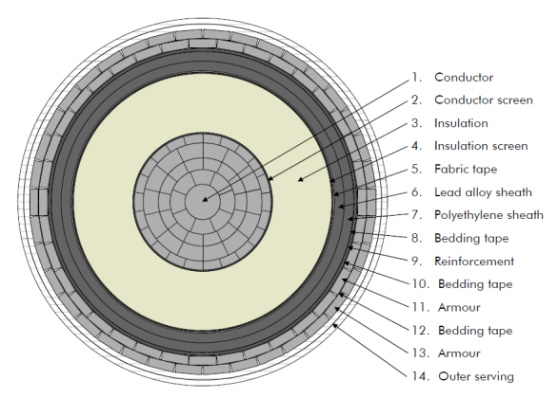 1. Conductor
2. Conductor screen
3. Insulation
4. Insulation screen
5. Fabric tape
6. Lead alloy sheath
7. Polyethylene sheath
8. Bedding tape
9. Reinforcement
10. Bedding tape
11. Armour
12. Bedding tape
13. Armour
14. Outer serving